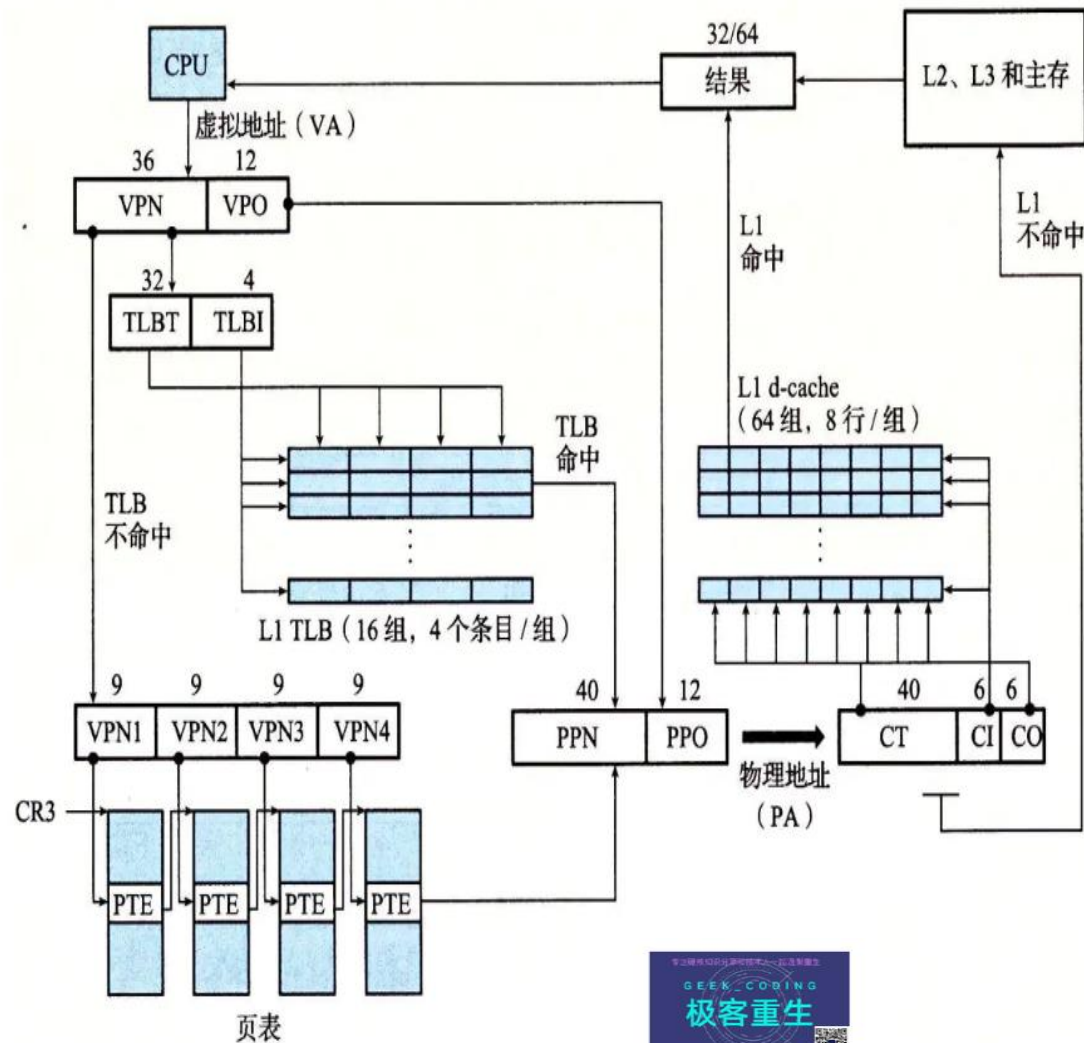 CPU
32/64
结果
L2、L3 和主存
虚拟地址（VA）
36 12
VPN VPO
L1
命中
L1
不命中
32 4
TLBT TLBI
L1 d-cache
（64 组，8 行/组）
TLB
命中
TLB
不命中
L1 TLB（16 组，4 个条目/组）
9 9 9 9
VPN1 VPN2 VPN3 VPN4
40 12
PPN PPO
物理地址
（PA）
40 6 6
CT CI CO
CR3
PTE PTE PTE PTE
页表
GEEK_CODING
极客重生